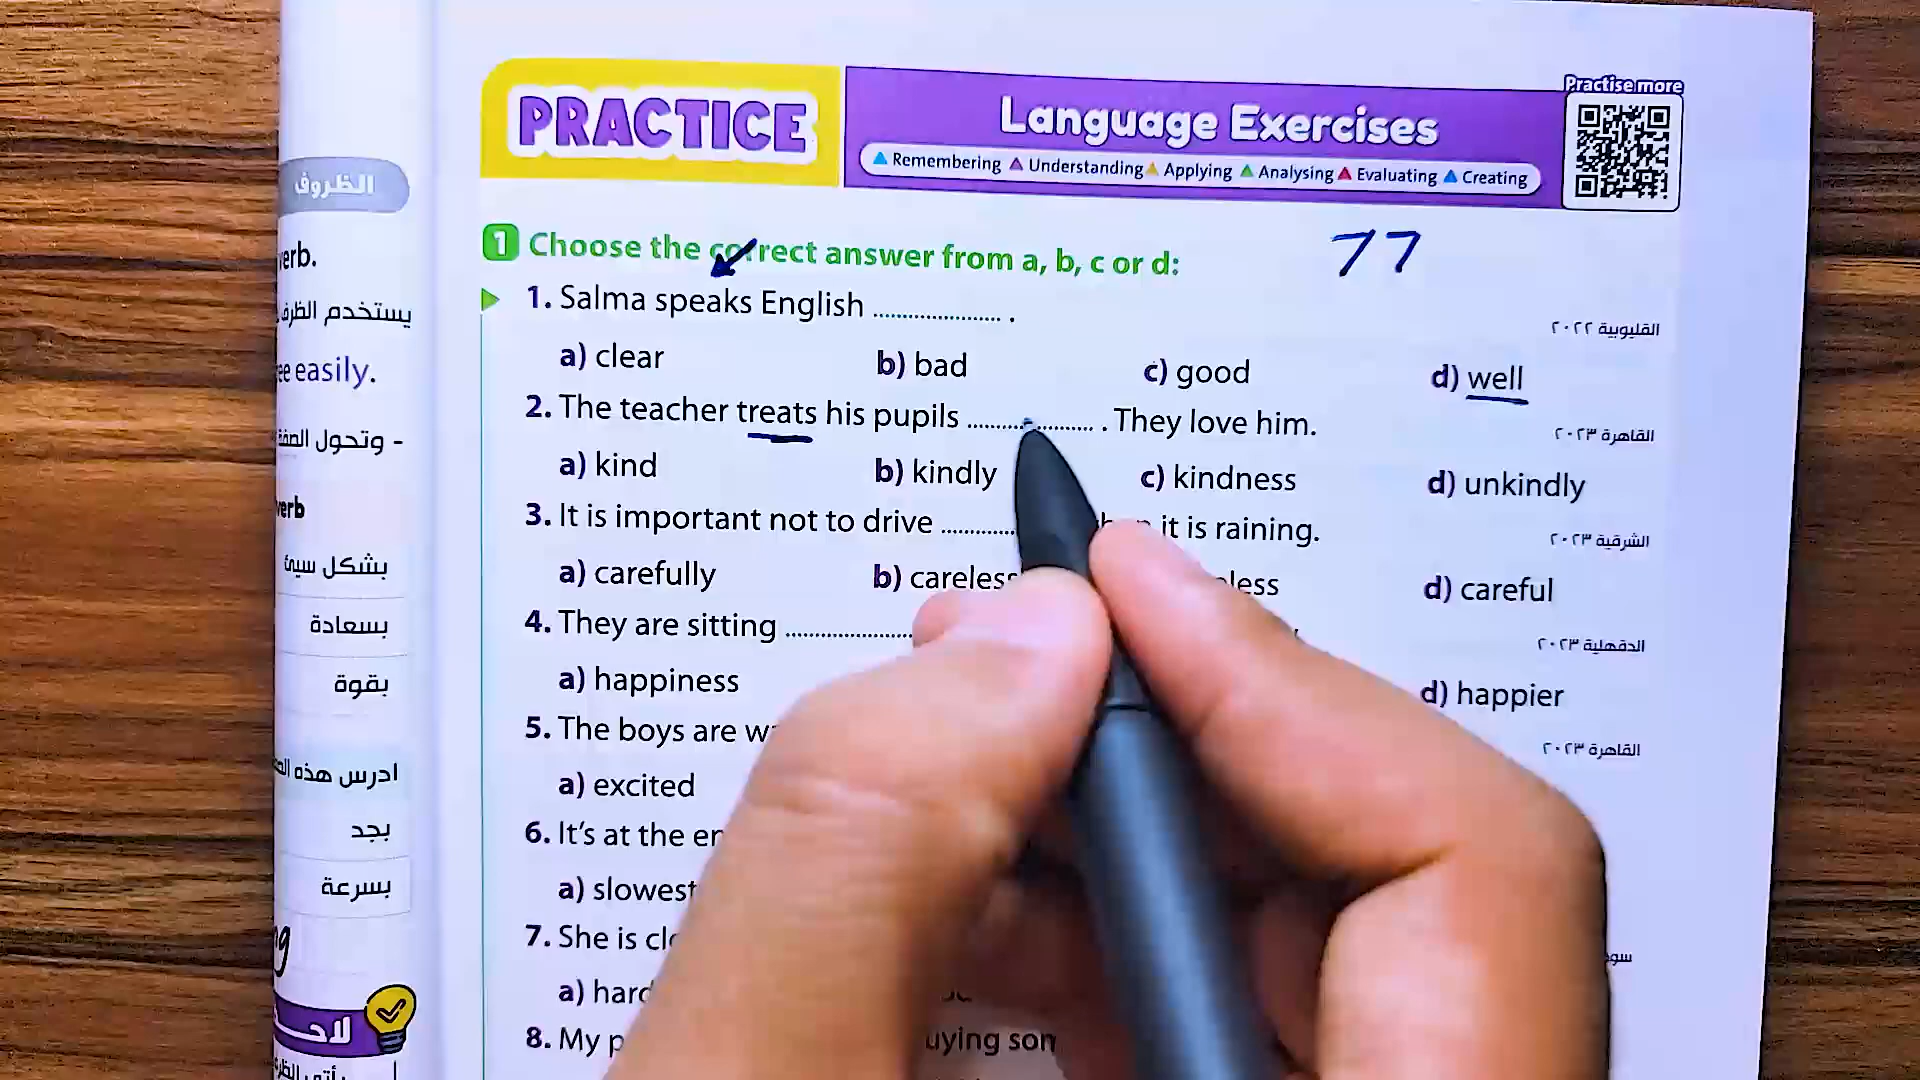 الظروف
verb.
يستخدم الظرف
easily.
- وتحول الصفة
verb
بشكل سيئ
بسعادة
بقوة
ادرس هذه
بجد
بسرعة
PRACTICE
Language Exercises
Practise more
Remembering Understanding Applying Analysing Evaluating Creating
77
1 Choose the correct answer from a, b, c or d:
1. Salma speaks English .................... .
القليوبية ٢٠٢٢
a) clear b) bad c) good d) well
2. The teacher treats his pupils .................... . They love him.
القاهرة ٢٠٢٣
a) kind b) kindly c) kindness d) unkindly
3. It is important not to drive ............ it is raining.
الشرقية ٢٠٢٣
a) carefully b) careless d) careful
4. They are sitting ....................
الدقهلية ٢٠٢٣
a) happiness d) happier
5. The boys are
القاهرة ٢٠٢٣
a) excited
6. It's at the
a) slowest
7. She is
a)
8. My